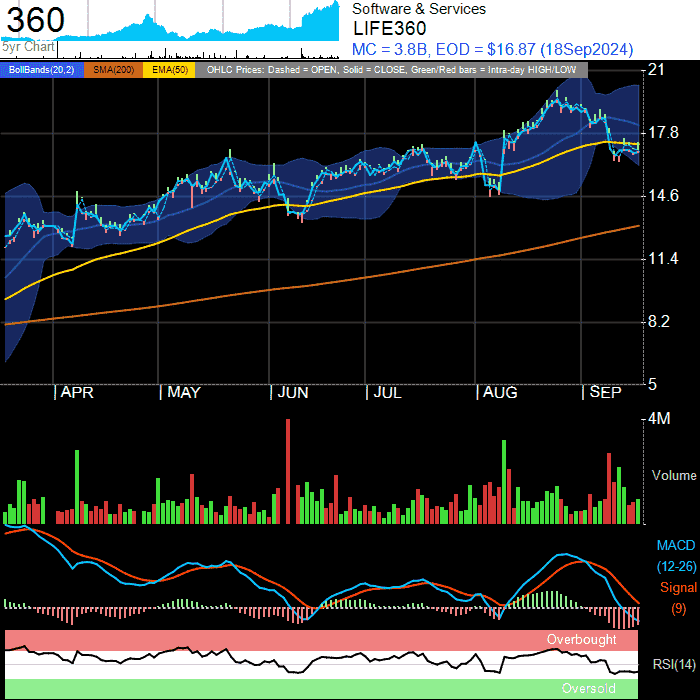 360
5yr Chart
Software & Services
LIFE360
MC = 3.8B, EOD = $16.87 (18Sep2024)
BollBands(20,2) SMA(200) EMA(50) OHLC Prices: Dashed = OPEN, Solid = CLOSE, Green/Red bars = Intra-day HIGH/LOW
21
17.8
14.6
11.4
8.2
5
APR MAY JUN JUL AUG SEP
4M
Volume
MACD
(12-26)
Signal
(9)
Overbought
RSI(14)
Oversold